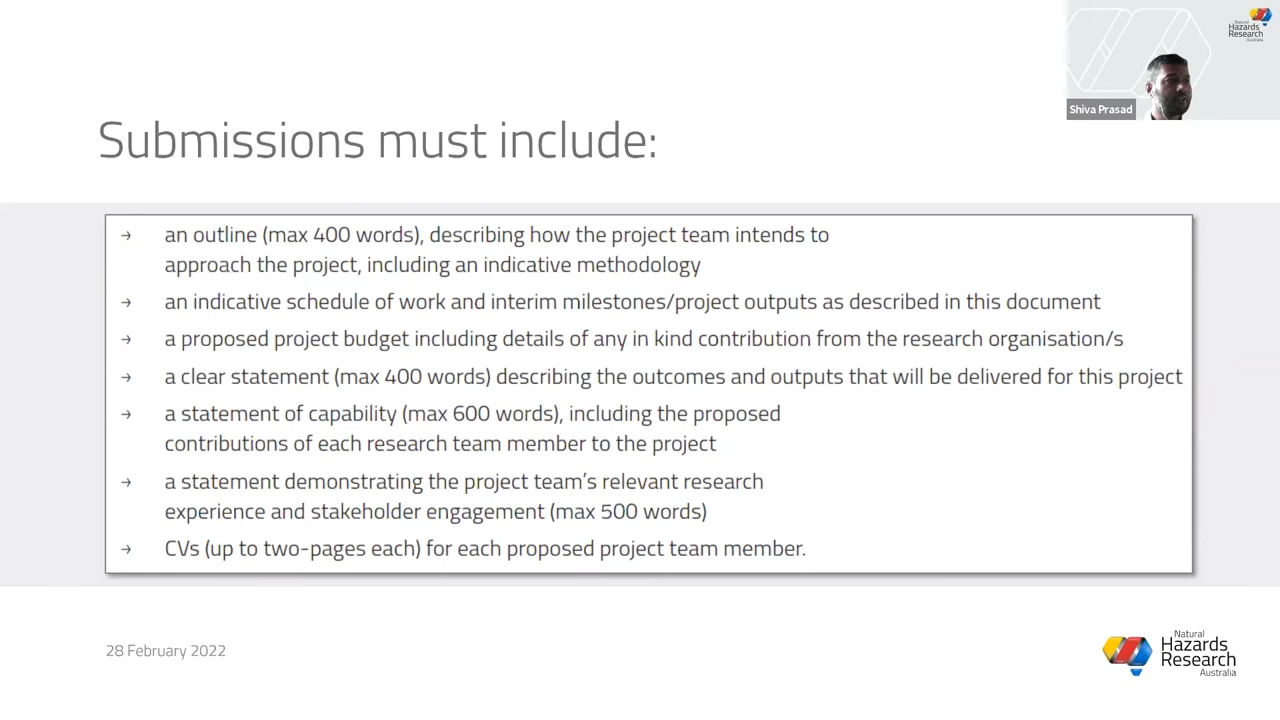 Natural
Hazards
Research
Australia
Shiva Prasad
Submissions must include:
→ an outline (max 400 words), describing how the project team intends to
approach the project, including an indicative methodology
→ an indicative schedule of work and interim milestones/project outputs as described in this document
→ a proposed project budget including details of any in kind contribution from the research organisation/s
→ a clear statement (max 400 words) describing the outcomes and outputs that will be delivered for this project
→ a statement of capability (max 600 words), including the proposed
contributions of each research team member to the project
→ a statement demonstrating the project team's relevant research
experience and stakeholder engagement (max 500 words)
→ CVs (up to two-pages each) for each proposed project team member.
28 February 2022
Natural
Hazards
Research
Australia